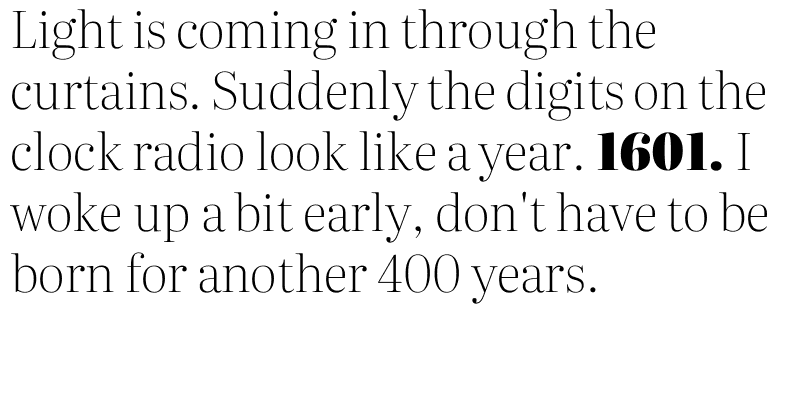 Light is coming in through the
curtains. Suddenly the digits on the
clock radio look like a year. 1601. I
woke up a bit early, don't have to be
born for another 400 years.